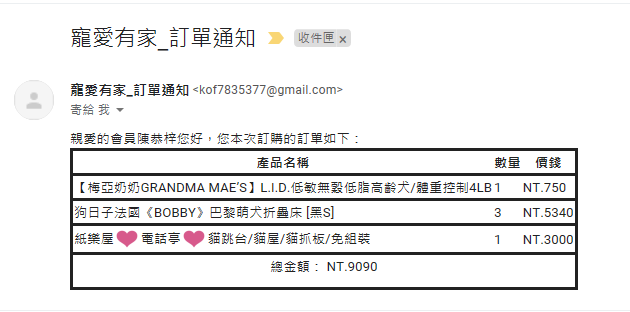 寵愛有家_訂單通知 收件匣 ×
寵愛有家_訂單通知 <kof7835377@gmail.com>
寄給 我
親愛的會員陳恭梓您好，您本次訂購的訂單如下：
產品名稱 數量 價錢
【梅亞奶奶GRANDMA MAE'S】L.I.D.低敏無穀低脂高齡犬/體重控制4LB 1 NT.750
狗日子法國《BOBBY》巴黎萌犬折疊床 [黑S] 3 NT.5340
紙樂屋❤電話亭❤貓跳台/貓屋/貓抓板/免組裝 1 NT.3000
總金額： NT.9090